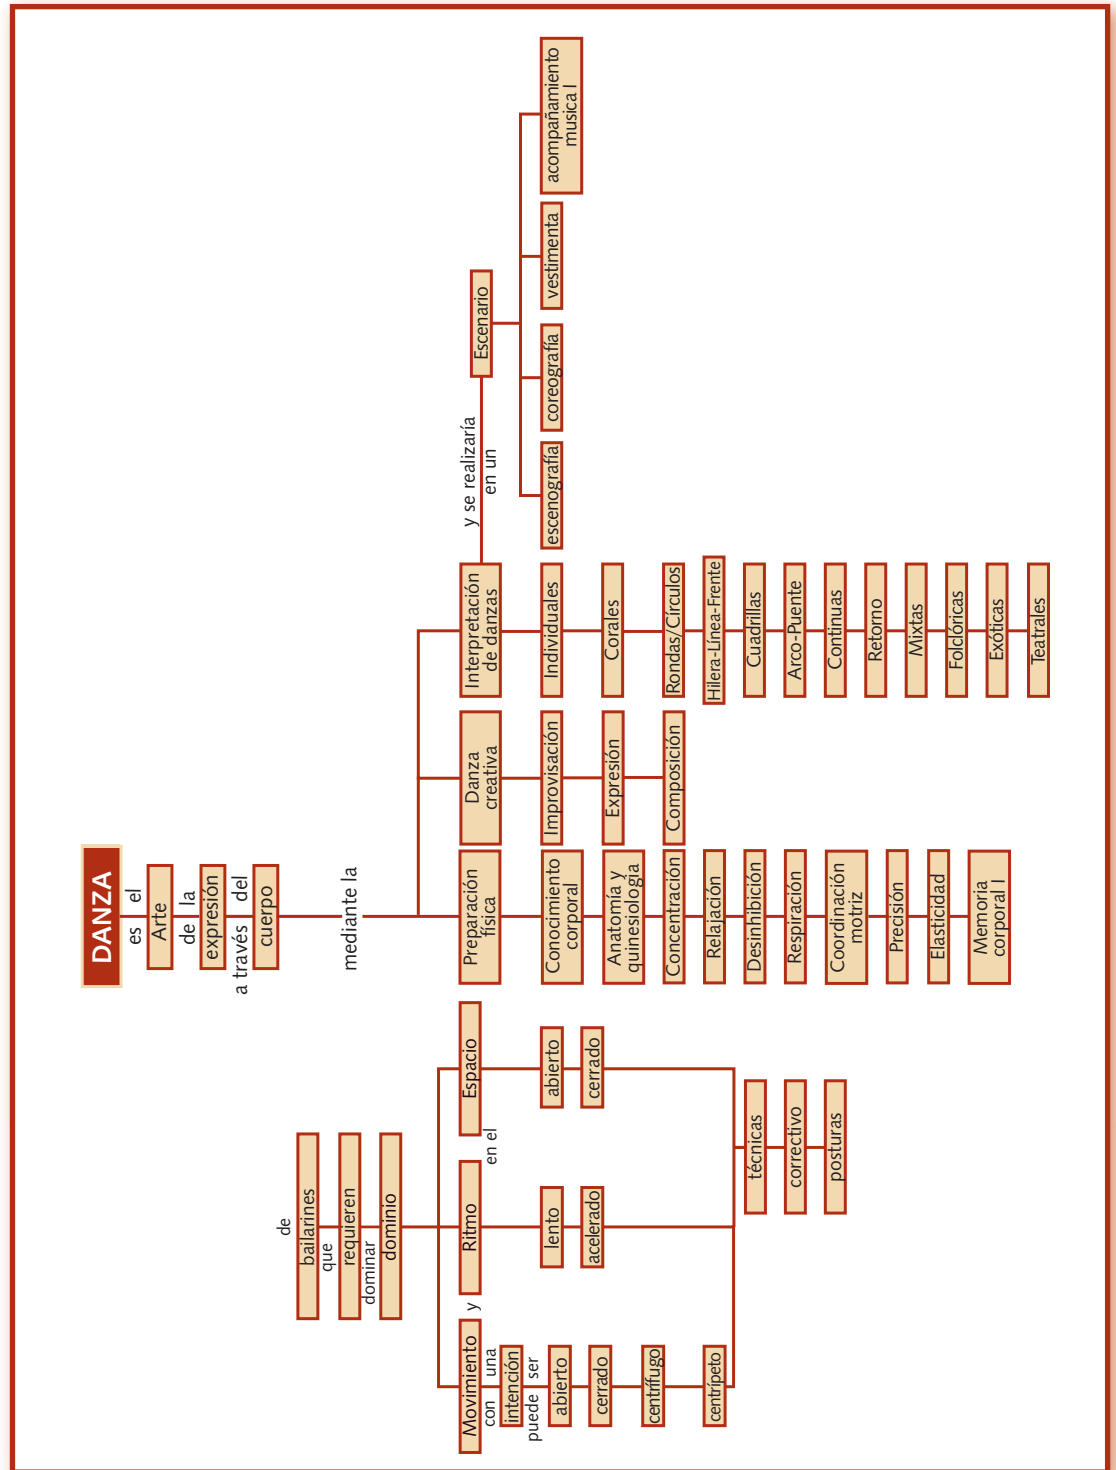 DANZA
es el
Arte
de la
expresión
a través del
cuerpo
mediante la
de
bailarines
que
requieren
dominar
dominio
Movimiento
y
Ritmo
en el
Espacio
con una
intención
puede ser
abierto
cerrado
centrífugo
centrípeto
lento
acelerado
abierto
cerrado
técnicas
correctivo
posturas
Preparación
física
Conocimiento
corporal
Anatomía y
quinesiología
Concentración
Relajación
Desinhibición
Respiración
Coordinación
motriz
Precisión
Elasticidad
Memoria
corporal l
Danza
creativa
Improvisación
Expresión
Composición
Interpretación
de danzas
Individuales
Corales
Rondas/Círculos
Hilera-Línea-Frente
Cuadrillas
Arco-Puente
Continuas
Retorno
Mixtas
Folclóricas
Exóticas
Teatrales
y se realizaría
en un
Escenario
escenografía
coreografía
vestimenta
acompañamiento
musica l